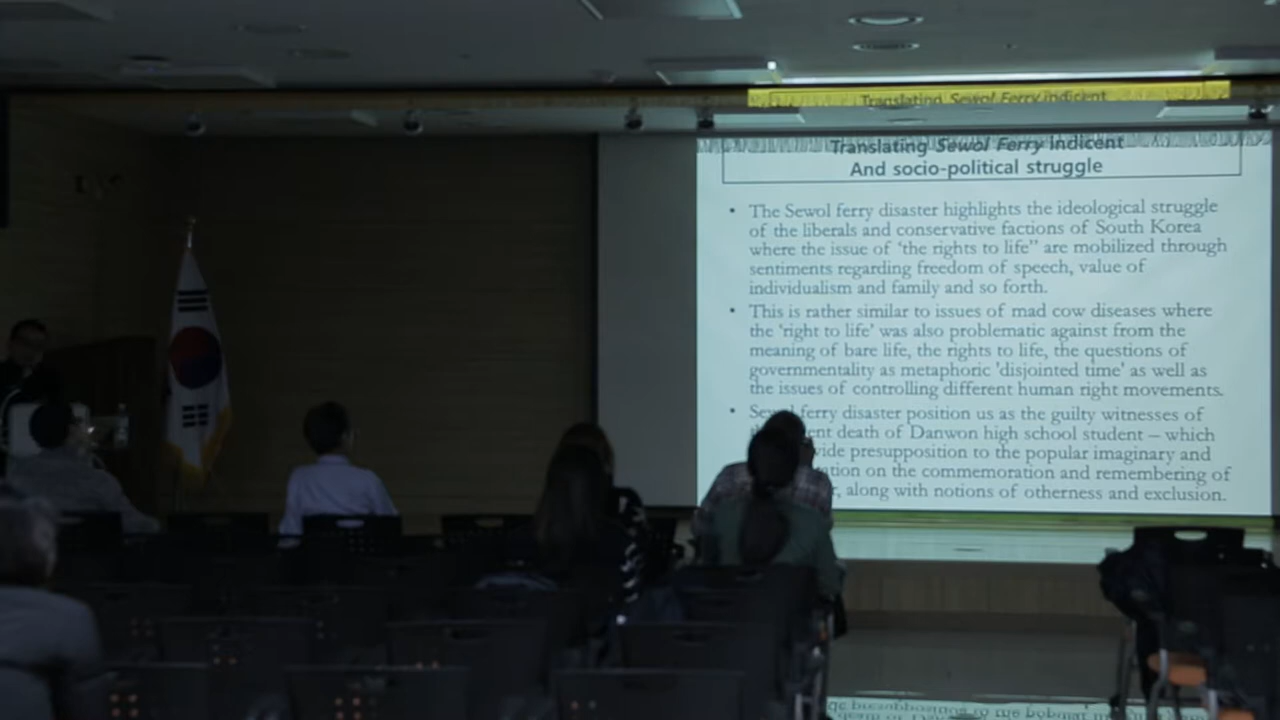 Translating Sewol Ferry indicent
Translating Sewol Ferry Indicent
And socio-political struggle
• The Sewol ferry disaster highlights the ideological struggle
of the liberals and conservative factions of South Korea
where the issue of 'the rights to life" are mobilized through
sentiments regarding freedom of speech, value of
individualism and family and so forth.
• This is rather similar to issues of mad cow diseases where
the 'right to life' was also problematic against from the
meaning of bare life, the rights to life, the questions of
governmentality as metaphoric 'disjointed time' as well as
the issues of controlling different human right movements.
• Sewol ferry disaster position us as the guilty witnesses of
death of Danwon high school student – which
presupposition to the popular imaginary and
on the commemoration and remembering of
along with notions of otherness and exclusion.